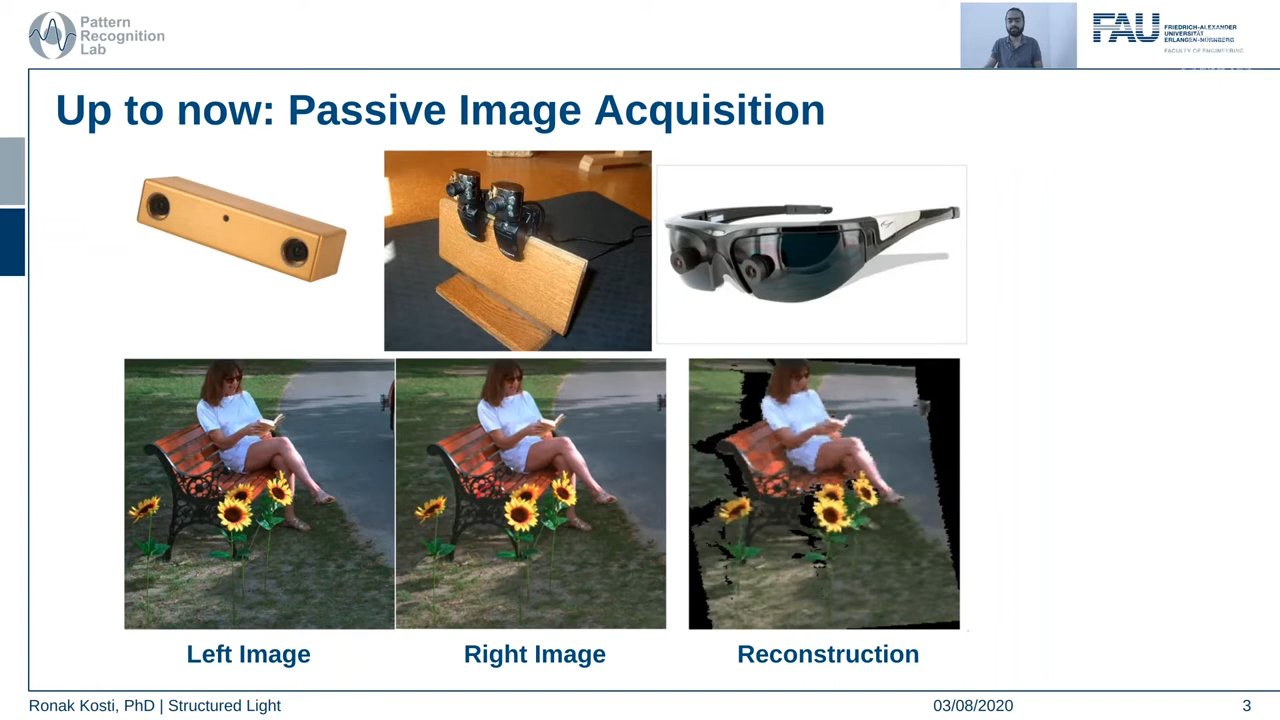 Pattern
Recognition
Lab
FAU
FRIEDRICH-ALEXANDER
UNIVERSITÄT
ERLANGEN-NÜRNBERG
FACULTY OF ENGINEERING
Up to now: Passive Image Acquisition
Left Image
Right Image
Reconstruction
Ronak Kosti, PhD | Structured Light
03/08/2020
3